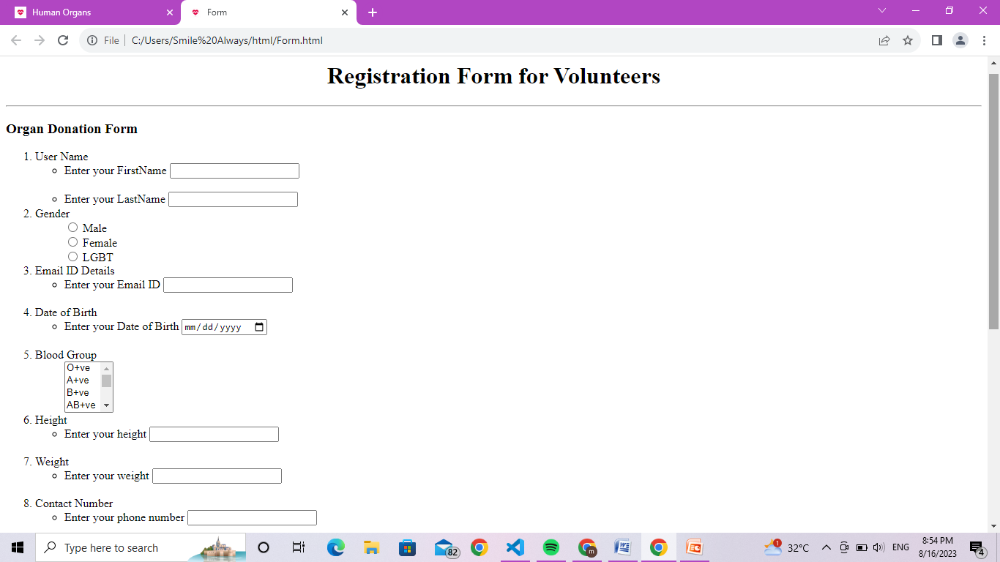 Human Organs
Form
File
C:/Users/Smile%20Always/html/Form.html
Registration Form for Volunteers
Organ Donation Form
1. User Name
Enter your FirstName
Enter your LastName
2. Gender
Male
Female
LGBT
3. Email ID Details
Enter your Email ID
4. Date of Birth
Enter your Date of Birth mm/dd/yyyy
5. Blood Group
O+ve
A+ve
B+ve
AB+ve
6. Height
Enter your height
7. Weight
Enter your weight
8. Contact Number
Enter your phone number
Type here to search
82
m
1
32°C
ENG
8:54 PM
8/16/2023
4